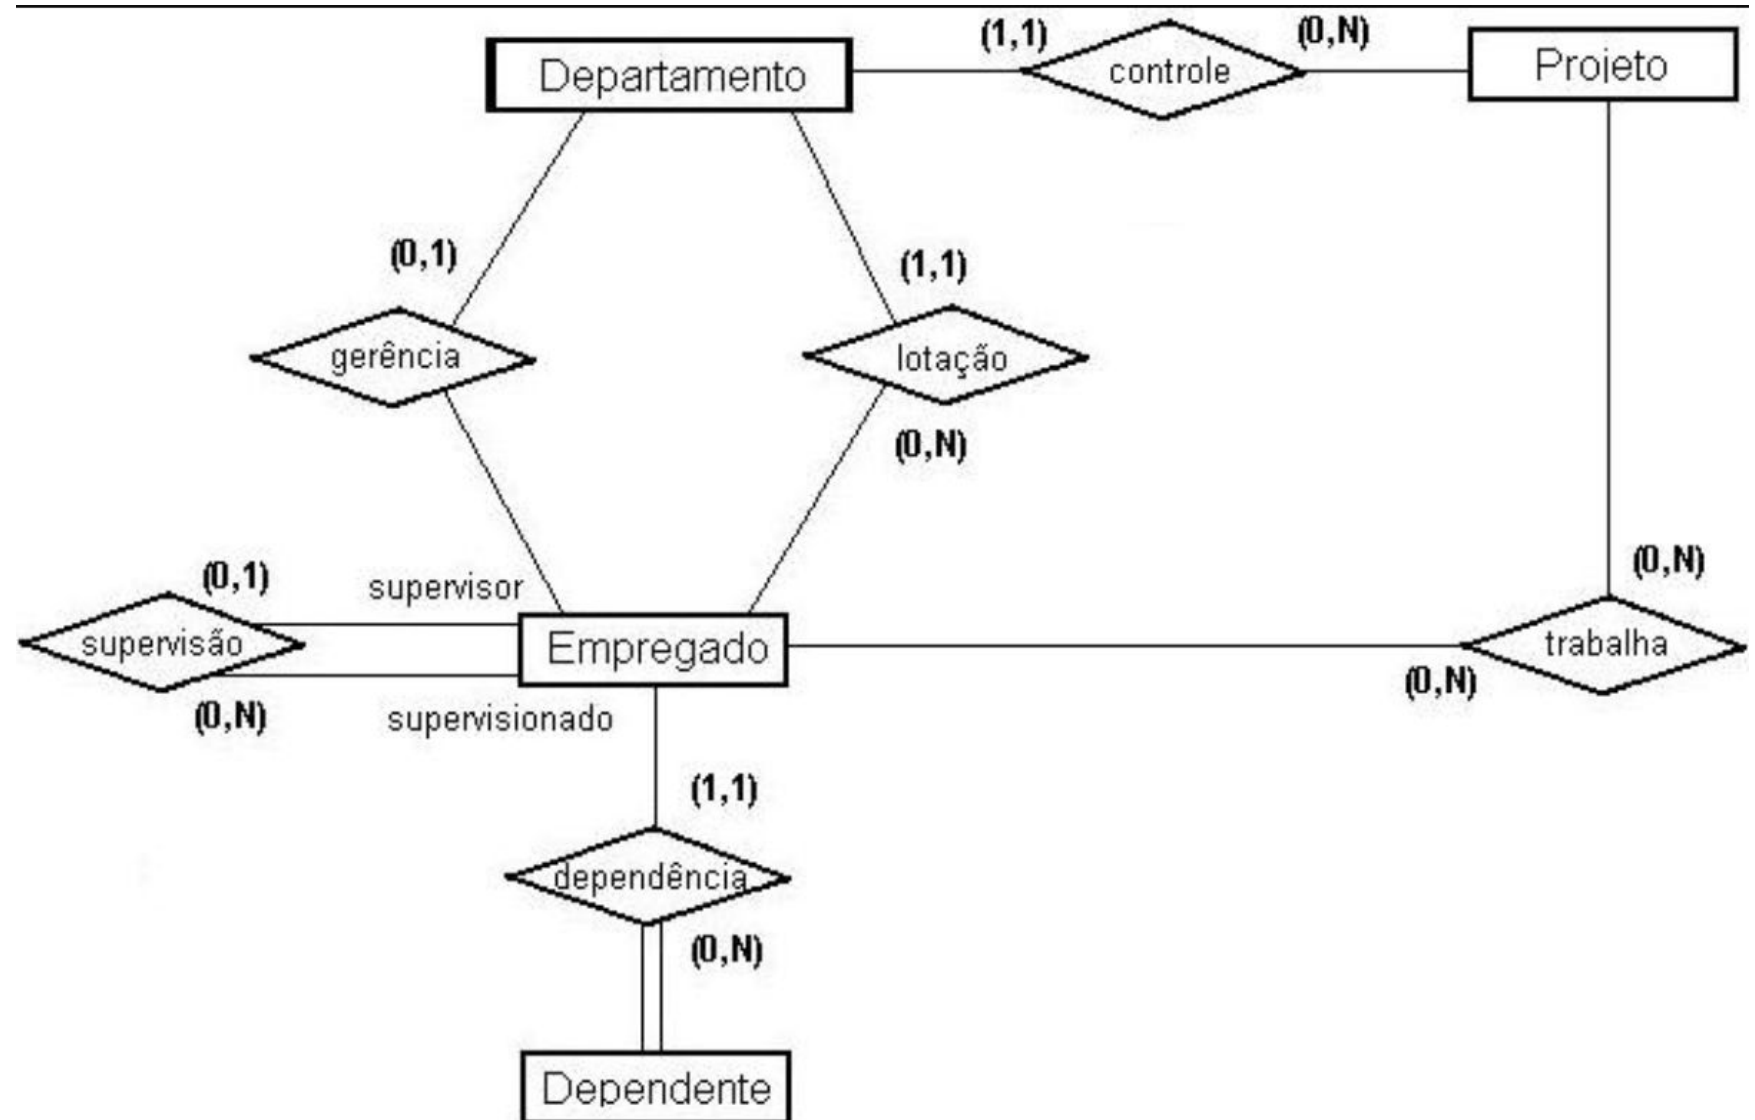 (1,1)
(0,N)
Departamento
controle
Projeto
(0,1)
(1,1)
gerência
lotação
(0,N)
(0,1)
supervisor
(0,N)
supervisão
Empregado
trabalha
(0,N)
supervisionado
(0,N)
(1,1)
dependência
(0,N)
Dependente